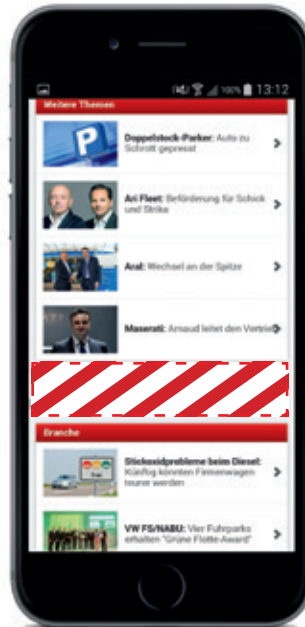 100% 13:12
Weitere Themen
P
Doppelstock-Parker: Auto zu
Schrott gepresst
Ari Fleet: Beförderung für Schick
und Strika
Aral: Wechsel an der Spitze
Maserati: Arnaud leitet den Vertrieb
Branche
Stickoxidprobleme beim Diesel:
Künftig könnten Firmenwagen
teurer werden
VW FS/NABU: Vier Fuhrparks
erhalten "Grüne Flotte-Award"